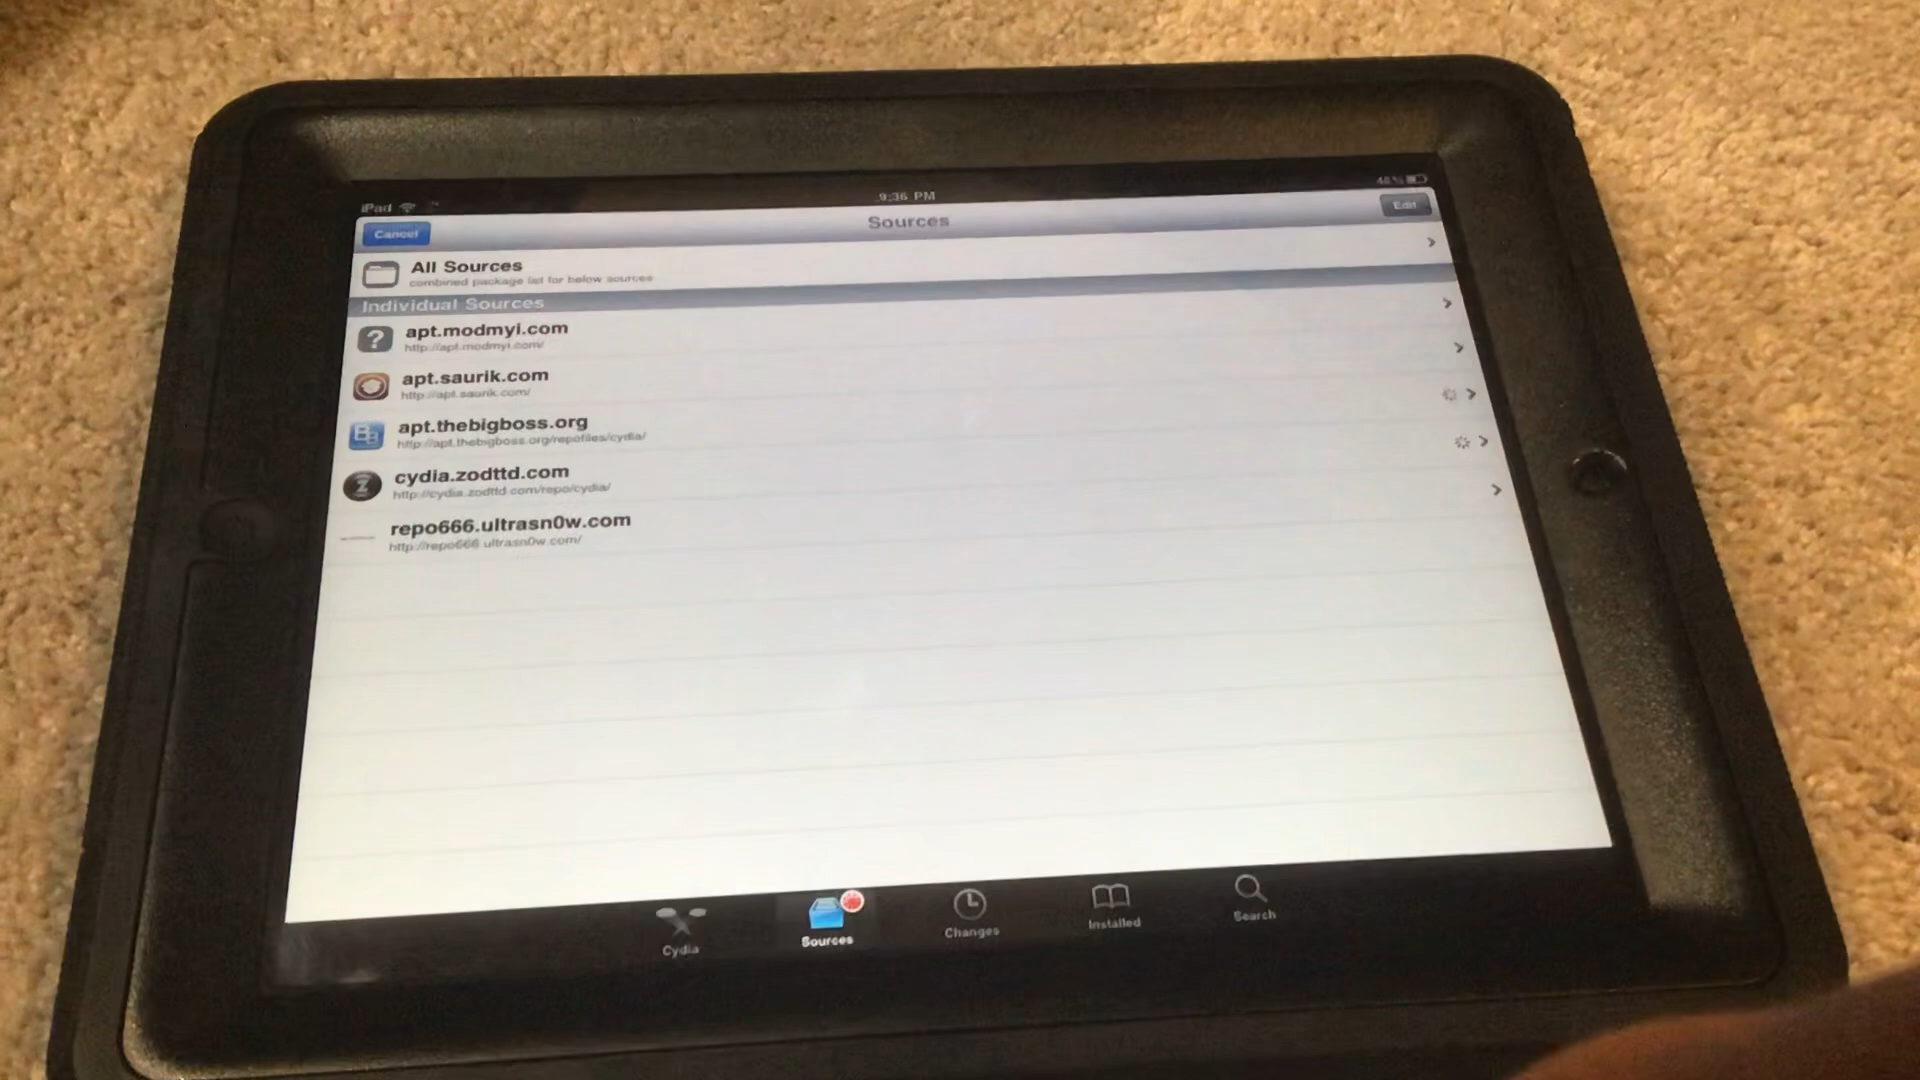 iPad
9:36 PM
48%
Cancel
Sources
Edit
All Sources
combined package list for below sources
Individual Sources
?
apt.modmyi.com
http://apt.modmyi.com/
apt.saurik.com
http://apt.saurik.com/
BB
apt.thebigboss.org
http://apt.thebigboss.org/repofiles/cydia/
Z
cydia.zodttd.com
http://cydia.zodttd.com/repo/cydia/
repo666.ultrasn0w.com
http://repo666.ultrasn0w.com/
Cydia
Sources
Changes
Installed
Search